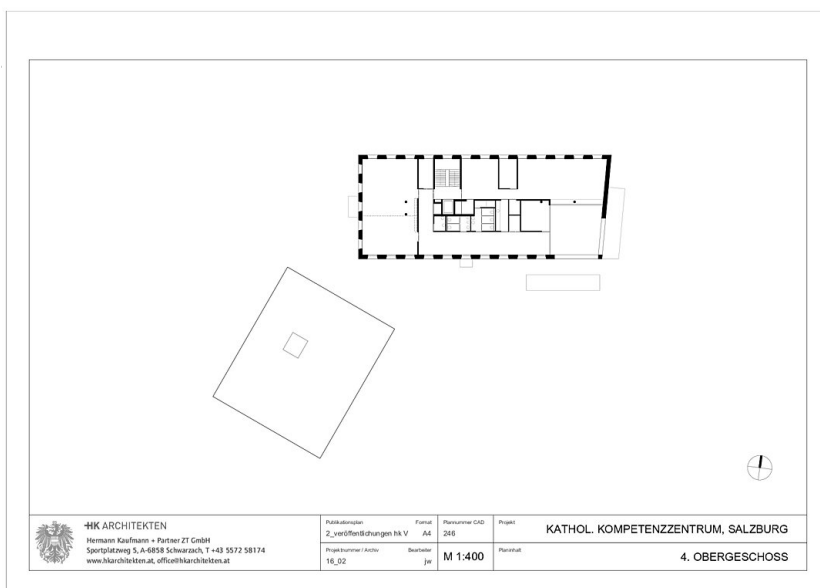 HK ARCHITEKTEN
Hermann Kaufmann + Partner ZT GmbH
Sportplatzweg 5, A-6858 Schwarzach, T +43 5572 58174
www.hkarchitekten.at, office@hkarchitekten.at
Publikationsplan Format
2_veröffentlichungen hk V A4
Projektnummer / Archiv Bearbeiter
16_02 jw
Plannummer CAD
246
M 1:400
Projekt
KATHOL. KOMPETENZZENTRUM, SALZBURG
Planinhalt
4. OBERGESCHOSS